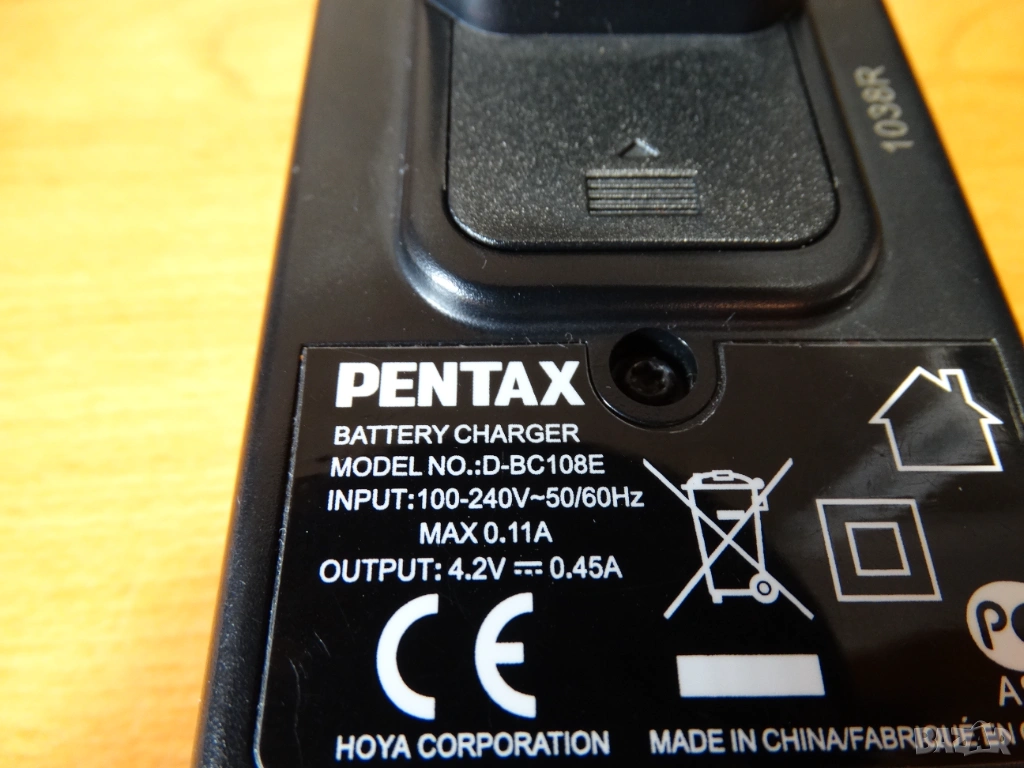 1038R
PENTAX
BATTERY CHARGER
MODEL NO.:D-BC108E
INPUT:100-240V~50/60Hz
MAX 0.11A
OUTPUT: 4.2V ⎓ 0.45A
CE
HOYA CORPORATION
MADE IN CHINA/FABRIQUÉ EN